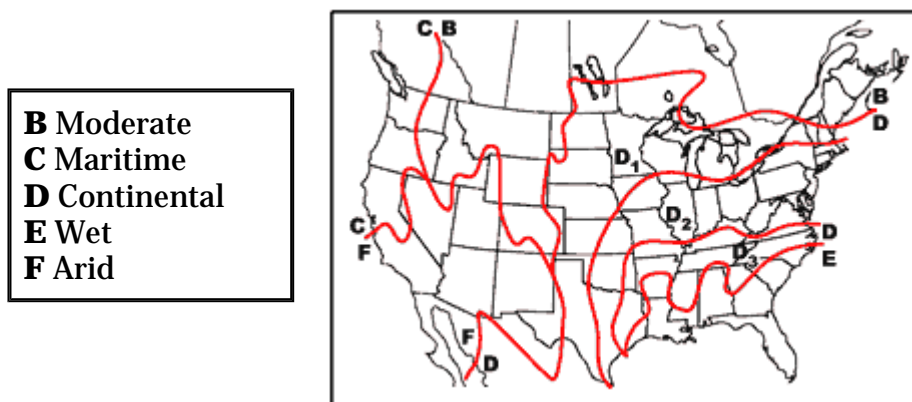 B Moderate
C Maritime
D Continental
E Wet
F Arid
C B
B
D
D1
C
F
D2
D
D3
E
F
D